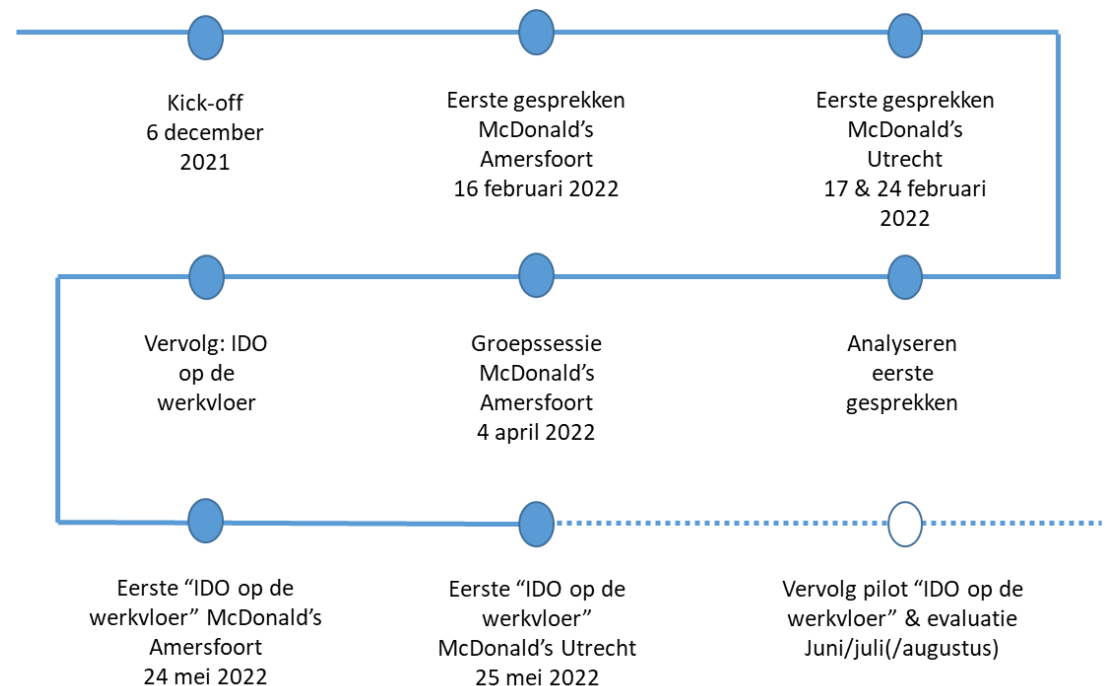 Kick-off
6 december
2021
Eerste gesprekken
McDonald’s
Amersfoort
16 februari 2022
Eerste gesprekken
McDonald’s
Utrecht
17 & 24 februari
2022
Vervolg: IDO
op de
werkvloer
Groepssessie
McDonald’s
Amersfoort
4 april 2022
Analyseren
eerste
gesprekken
Eerste “IDO op de
werkvloer” McDonald’s
Amersfoort
24 mei 2022
Eerste “IDO op de
werkvloer”
McDonald’s Utrecht
25 mei 2022
Vervolg pilot “IDO op de
werkvloer” & evaluatie
Juni/juli(/augustus)